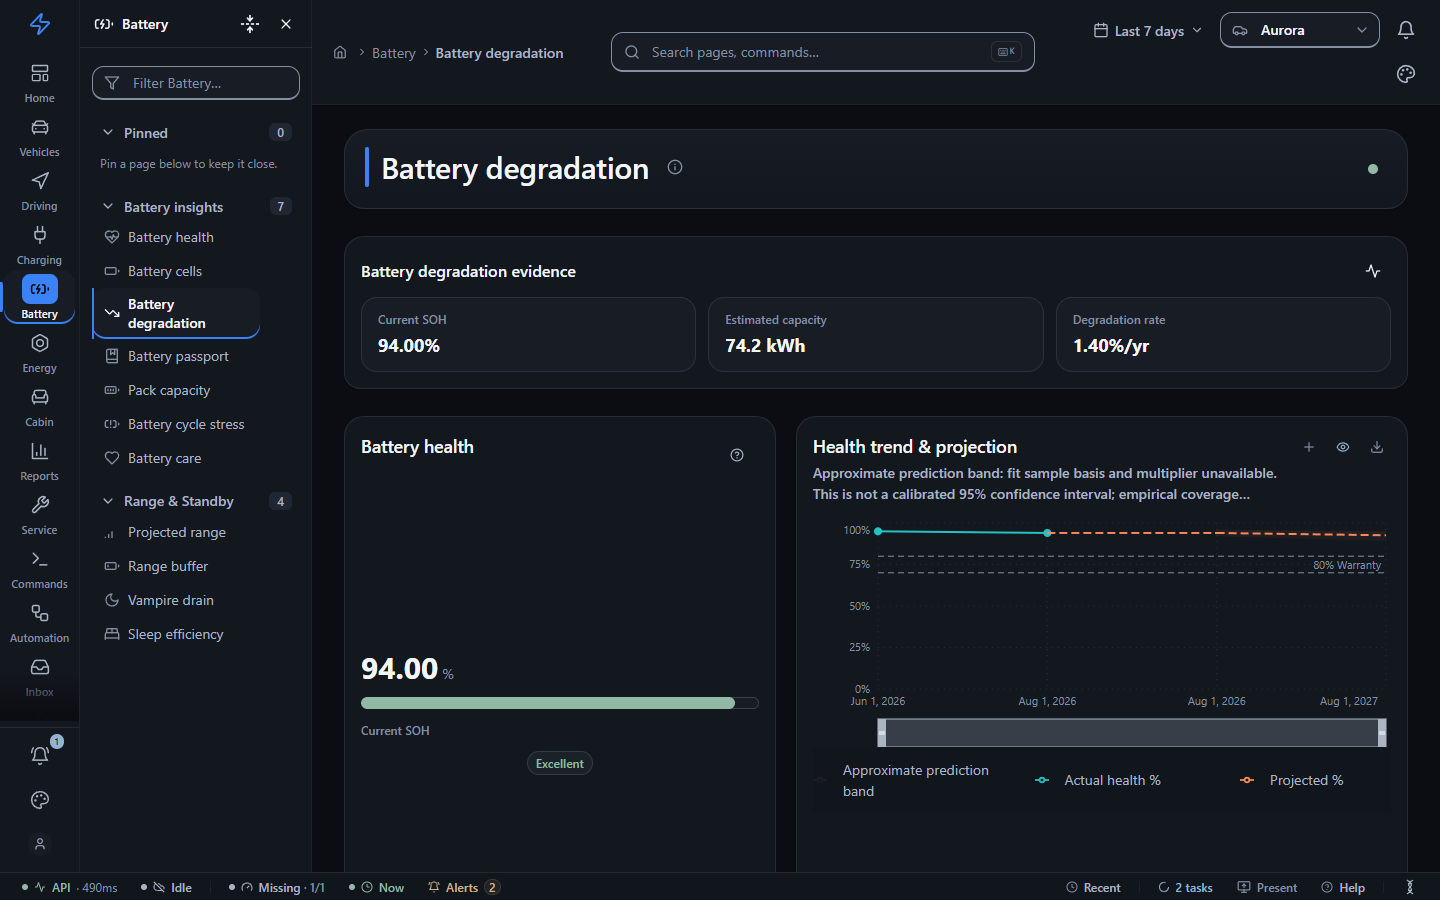 Home
Vehicles
Driving
Charging
Battery
Energy
Cabin
Reports
Service
Commands
Automation
Inbox
1
Battery
Filter Battery...
Pinned
0
Pin a page below to keep it close.
Battery insights
7
Battery health
Battery cells
Battery
degradation
Battery passport
Pack capacity
Battery cycle stress
Battery care
Range & Standby
4
Projected range
Range buffer
Vampire drain
Sleep efficiency
Battery
Battery degradation
Search pages, commands...
K
Last 7 days
Aurora
Battery degradation
Battery degradation evidence
Current SOH
94.00%
Estimated capacity
74.2 kWh
Degradation rate
1.40%/yr
Battery health
94.00 %
Current SOH
Excellent
Health trend & projection
Approximate prediction band: fit sample basis and multiplier unavailable.
This is not a calibrated 95% confidence interval; empirical coverage...
100%
75%
80% Warranty
50%
25%
0%
Jun 1, 2026
Aug 1, 2026
Aug 1, 2026
Aug 1, 2027
Approximate prediction
band
Actual health %
Projected %
API · 490ms
Idle
Missing · 1/1
Now
Alerts 2
Recent
2 tasks
Present
Help